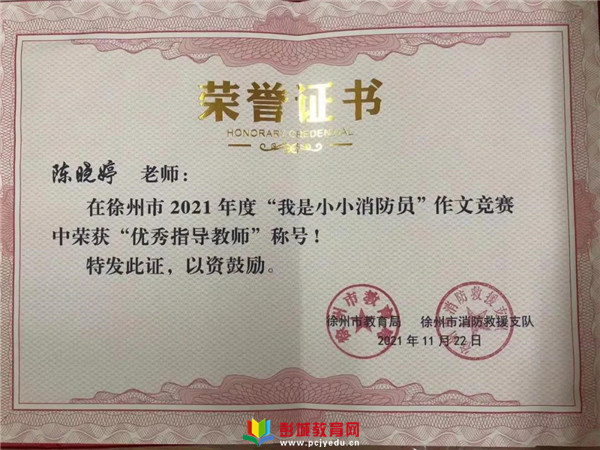 荣誉证书
HONORARY CREDENTIAL
陈晓婷 老师：
在徐州市 2021 年度“我是小小消防员”作文竞赛
中荣获“优秀指导教师”称号！
特发此证，以资鼓励。
徐州市教育局 徐州市消防救援支队
2021 年 11 月 22 日
彭城教育网
www.pcjyedu.cn